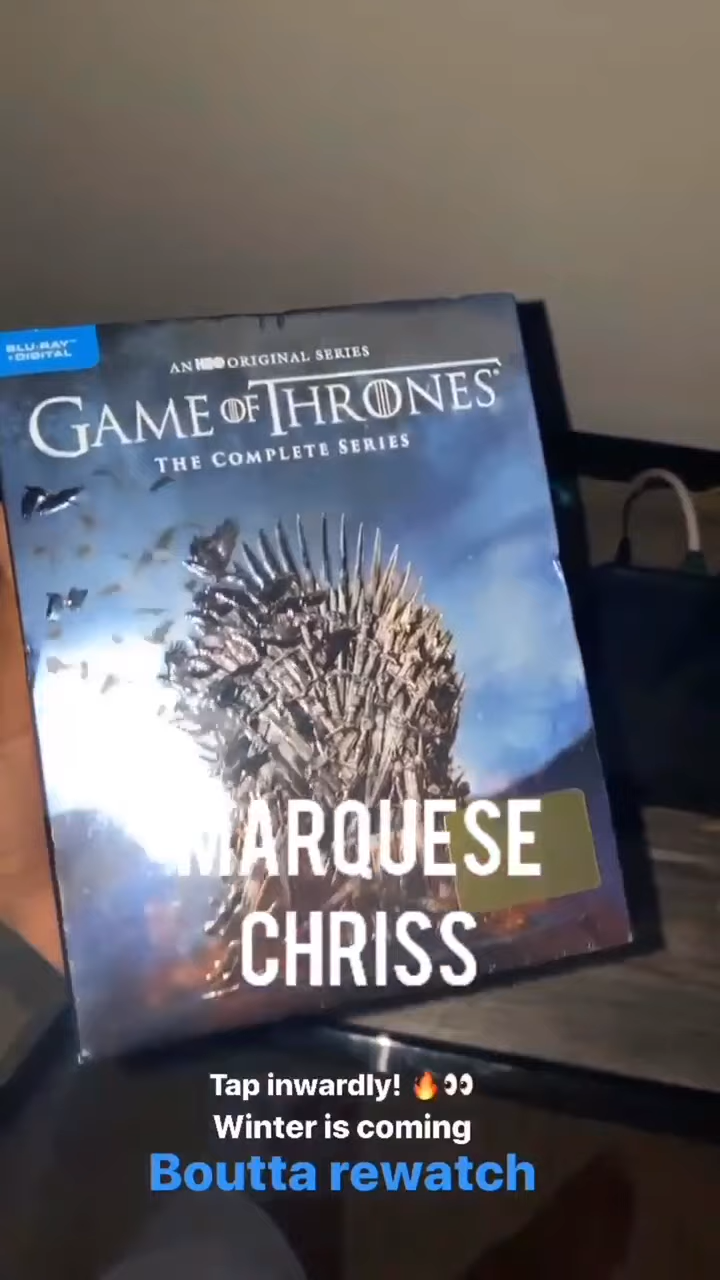 BLU-RAY™
+DIGITAL
AN HBO ORIGINAL SERIES
GAME OF THRONES®
THE COMPLETE SERIES
MARQUESE
CHRISS
Tap inwardly! 🔥👀
Winter is coming
Boutta rewatch